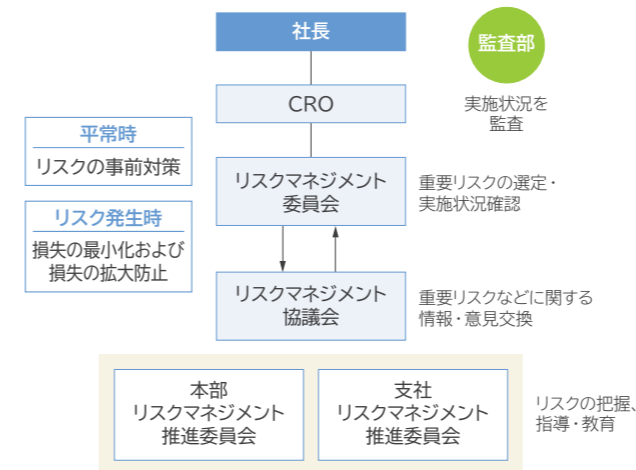 社長
監査部
実施状況を
監査
CRO
平常時
リスクの事前対策
リスク発生時
損失の最小化および
損失の拡大防止
リスクマネジメント
委員会
重要リスクの選定・
実施状況確認
リスクマネジメント
協議会
重要リスクなどに関する
情報・意見交換
本部
リスクマネジメント
推進委員会
支社
リスクマネジメント
推進委員会
リスクの把握、
指導・教育